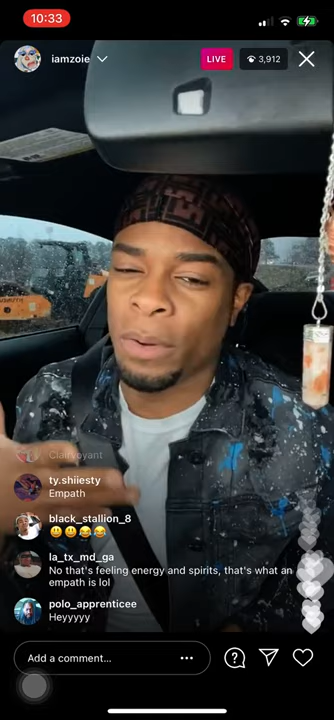 10:33
iamzoie
LIVE
3,912
Clairvoyant
ty.shiiesty
Empath
black_stallion_8
😃😃😂😂
la_tx_md_ga
No that's feeling energy and spirits, that's what an
empath is lol
polo_apprenticee
Heyyyyy
Add a comment...